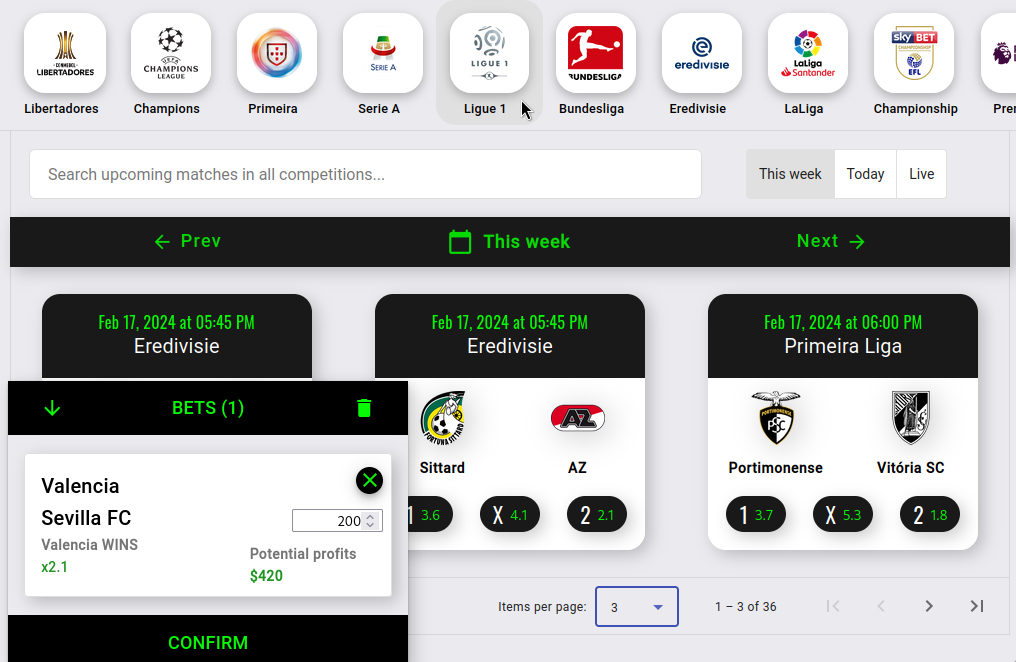 CONMEBOL
LIBERTADORES
CHAMPIONS
LEAGUE
SERIE A
LIGUE 1
BUNDESLIGA
eredivisie
LaLiga
Santander
sky BET
CHAMPIONSHIP
EFL
Libertadores
Champions
Primeira
Serie A
Ligue 1
Bundesliga
Eredivisie
LaLiga
Championship
Search upcoming matches in all competitions...
This week
Today
Live
Prev
This week
Next
Feb 17, 2024 at 05:45 PM
Eredivisie
Feb 17, 2024 at 05:45 PM
Eredivisie
Feb 17, 2024 at 06:00 PM
Primeira Liga
FORTUNA SITTARD
AZ
PORTIMONENSE
PSC
Sittard
AZ
Portimonense
Vitória SC
1 3.6
X 4.1
2 2.1
1 3.7
X 5.3
2 1.8
BETS (1)
Valencia
Sevilla FC
200
Valencia WINS
x2.1
Potential profits
$420
CONFIRM
Items per page:
3
1 – 3 of 36